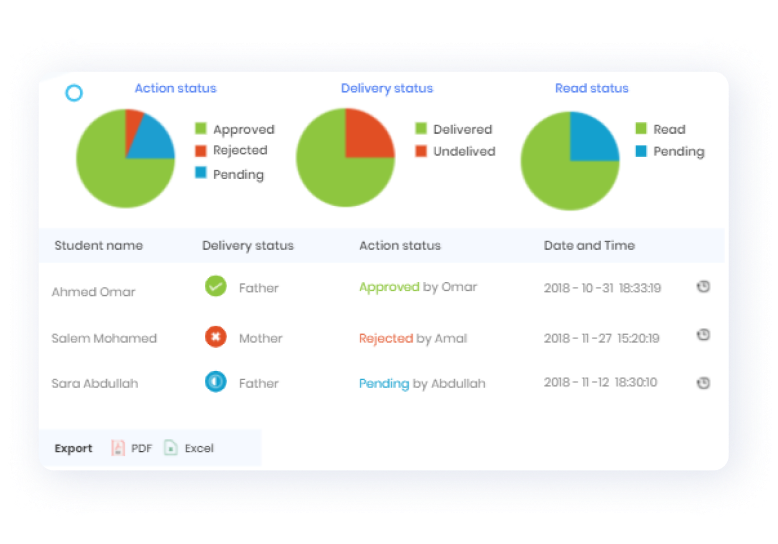 Action status
Approved
Rejected
Pending
Delivery status
Delivered
Undelived
Read status
Read
Pending
Student name Delivery status Action status Date and Time
Ahmed Omar Father Approved by Omar 2018 - 10 -31 18:33:19
Salem Mohamed Mother Rejected by Amal 2018 - 11 -27 15:20:19
Sara Abdullah Father Pending by Abdullah 2018 - 11 -12 18:30:10
Export PDF Excel